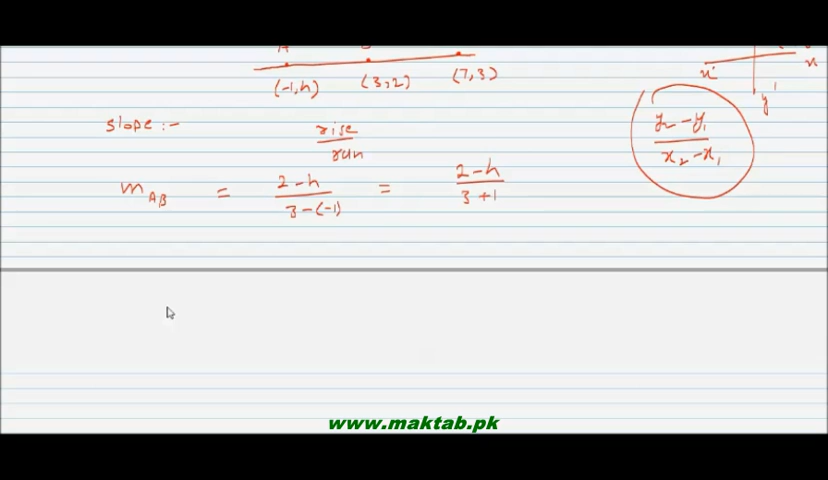 A
(-1,h) (3,2) (7,3)
x' x
y'
slope :- rise/run
y₂-y₁/x₂-x₁
m_AB = 2-h/3-(-1) = 2-h/3+1
www.maktab.pk